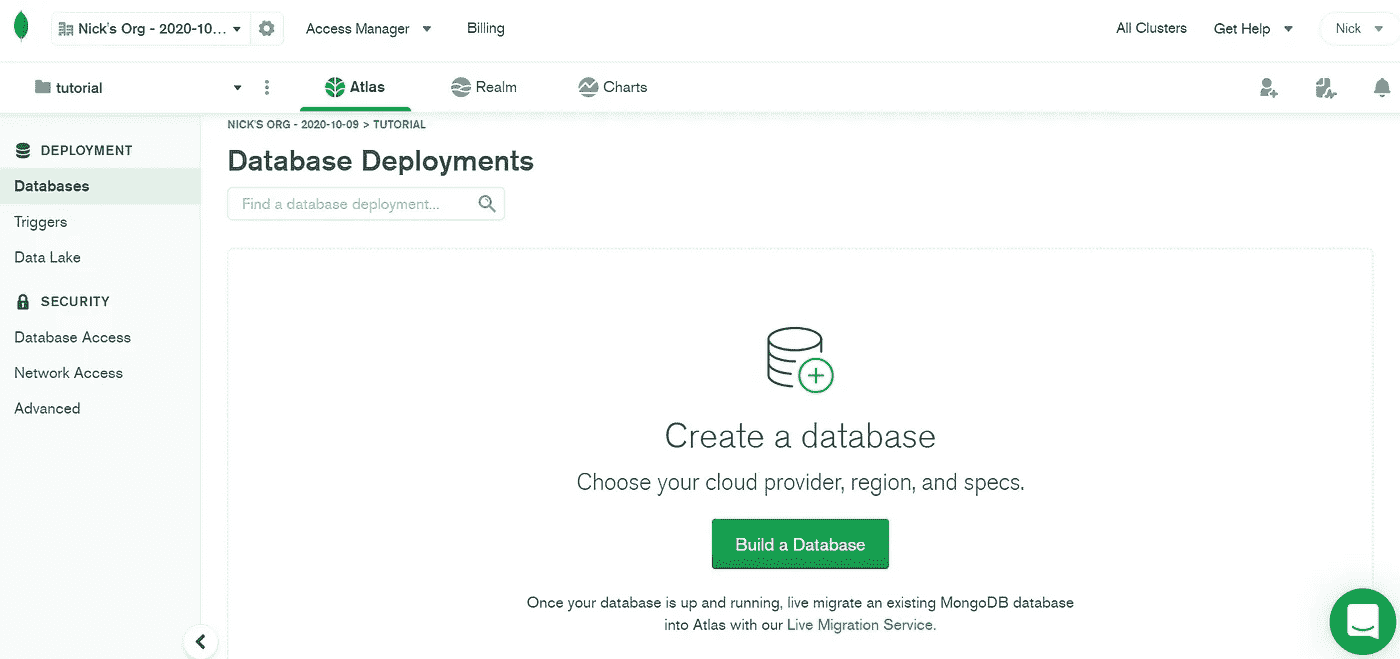 Nick's Org - 2020-10... Access Manager Billing All Clusters Get Help Nick
tutorial Atlas Realm Charts
NICK'S ORG - 2020-10-09 > TUTORIAL
DEPLOYMENT
Databases
Triggers
Data Lake
SECURITY
Database Access
Network Access
Advanced
Database Deployments
Find a database deployment...
Create a database
Choose your cloud provider, region, and specs.
Build a Database
Once your database is up and running, live migrate an existing MongoDB database
into Atlas with our Live Migration Service.